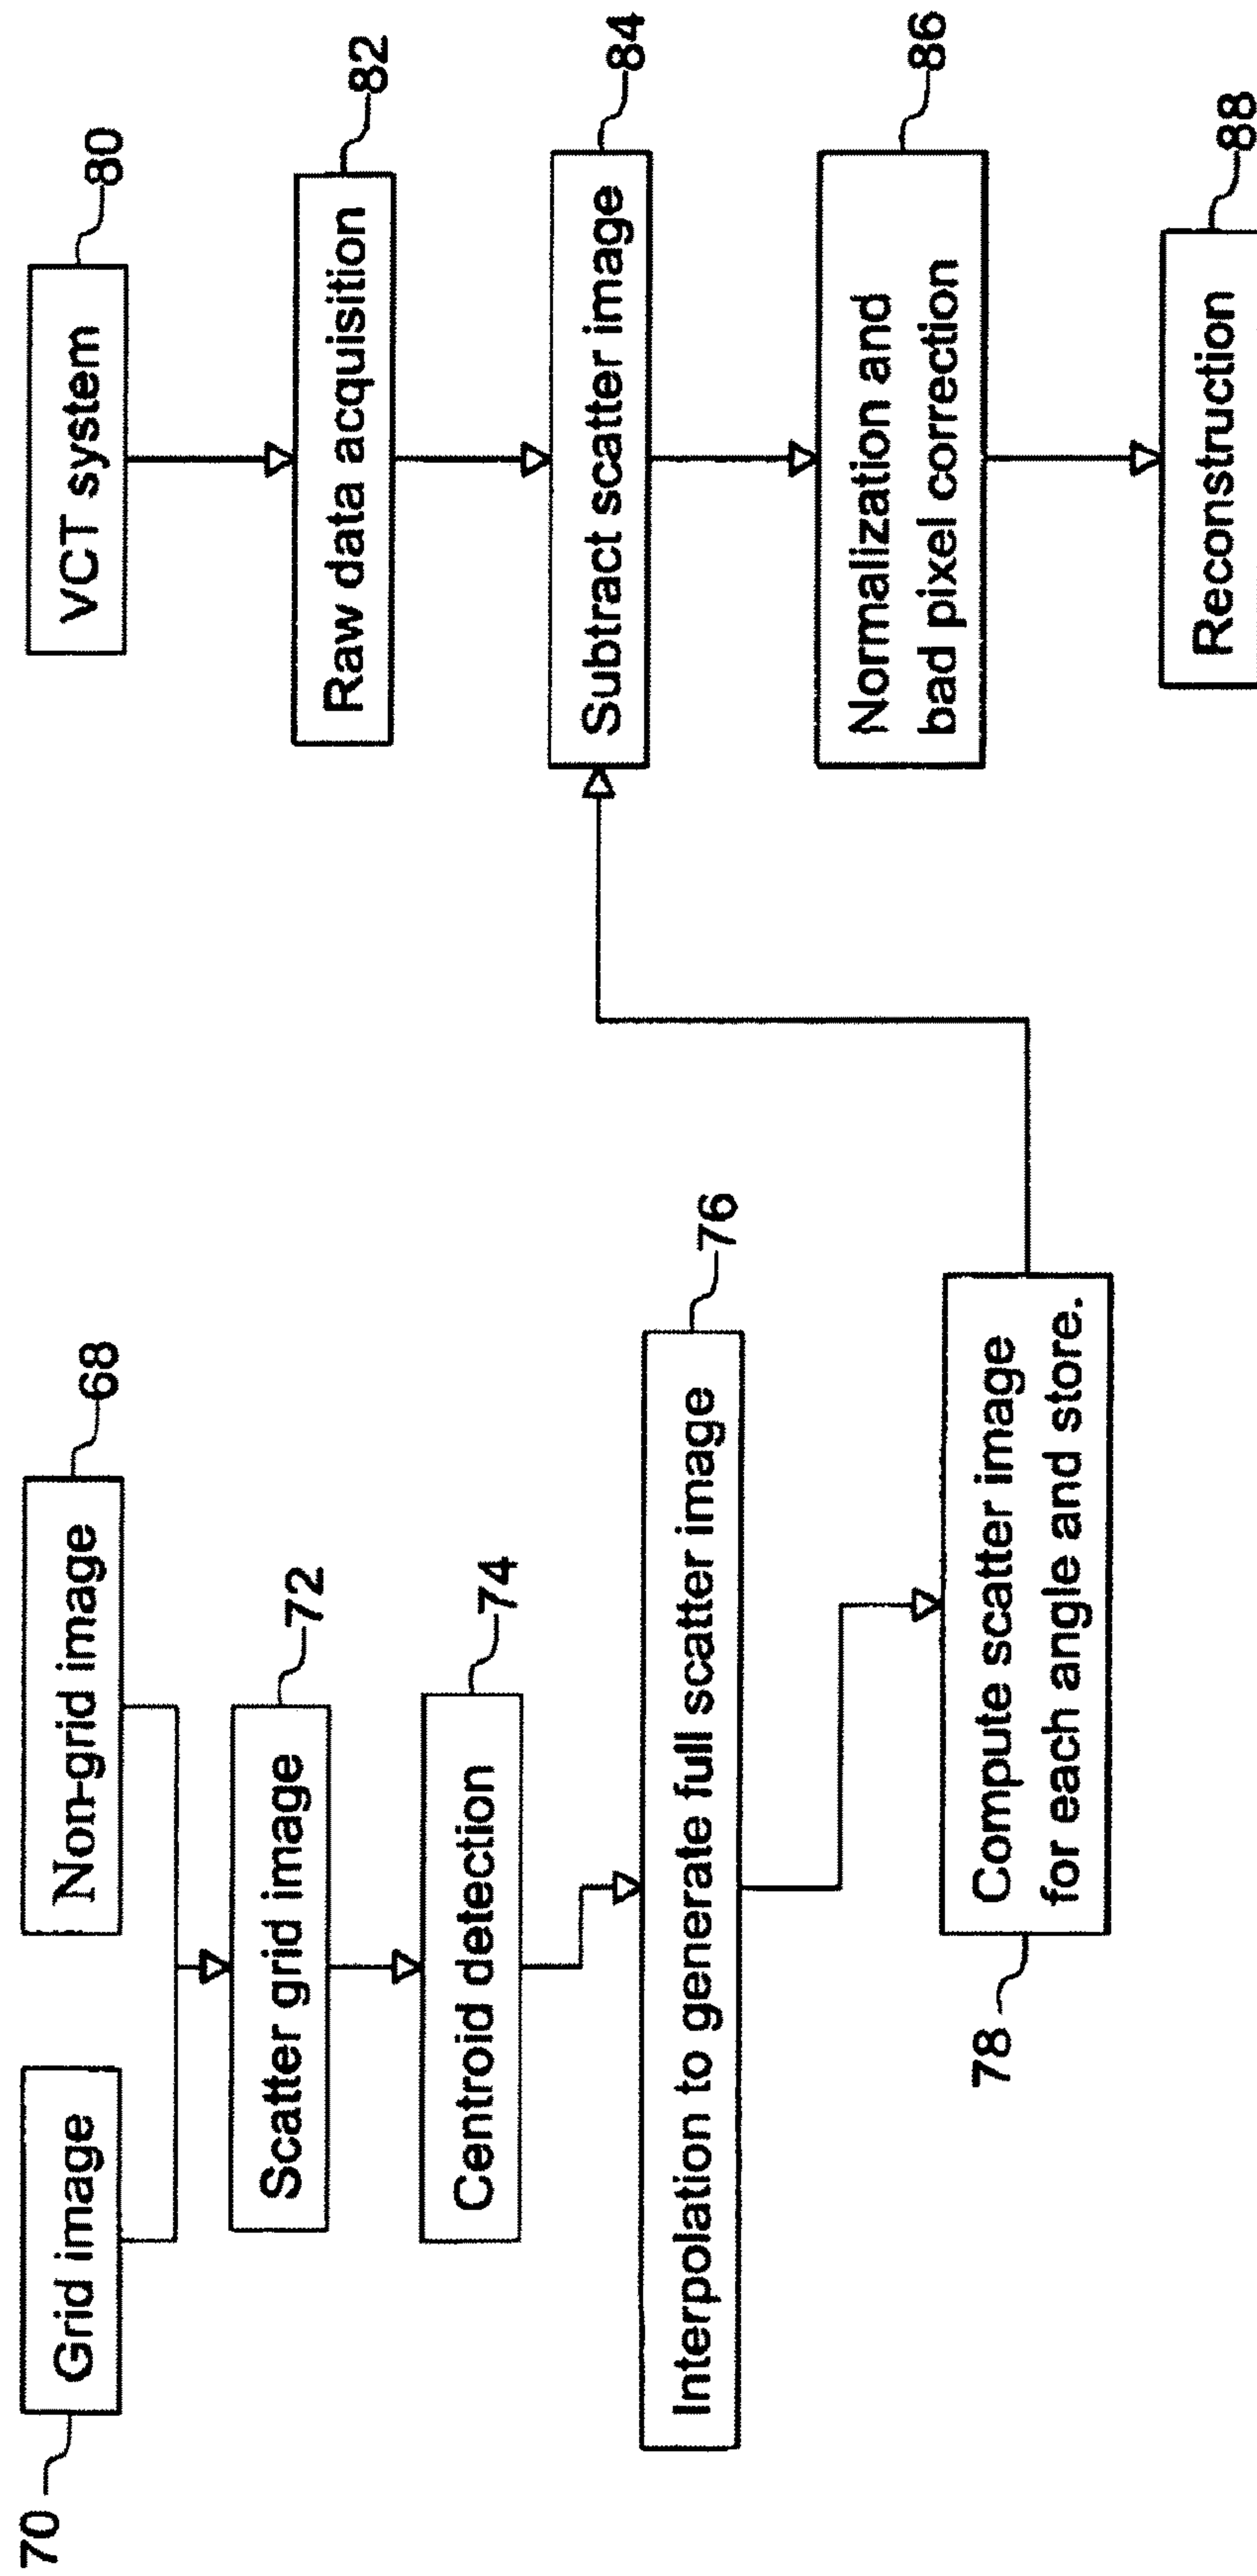 70
Grid image
Non-grid image
68
Scatter grid image
72
Centroid detection
74
Interpolation to generate full scatter image
76
78
Compute scatter image
for each angle and store.
VCT system
80
Raw data acquisition
82
Subtract scatter image
84
Normalization and
bad pixel correction
86
Reconstruction
88